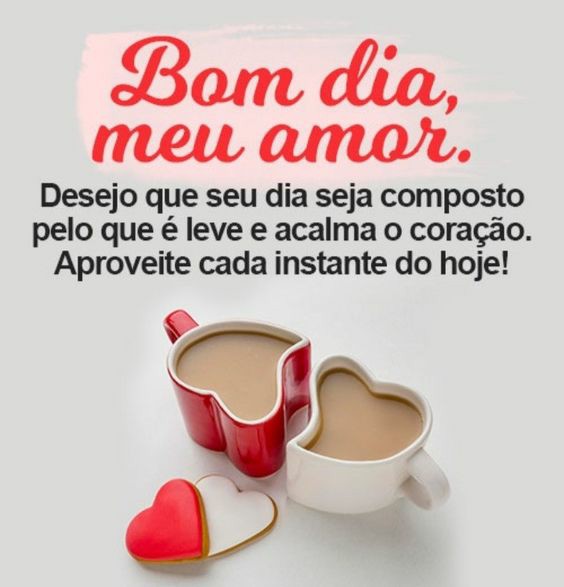 Bom dia,
meu amor.
Desejo que seu dia seja composto
pelo que é leve e acalma o coração.
Aproveite cada instante do hoje!